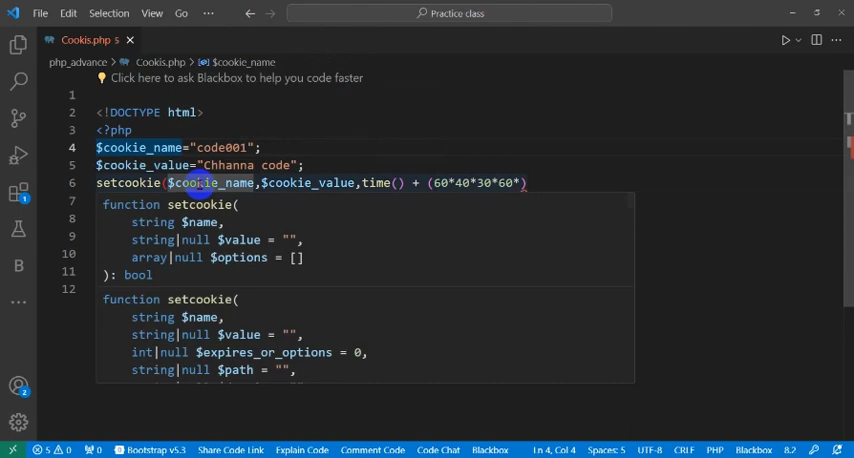 File Edit Selection View Go ··· Practice class
Cookis.php 5
php_advance > Cookis.php > $cookie_name
Click here to ask Blackbox to help you code faster
1
2 <!DOCTYPE html>
3 <?php
4 $cookie_name="code001";
5 $cookie_value="Chhanna code";
6 setcookie($cookie_name,$cookie_value,time() + (60*40*30*60*)
7 function setcookie(
8 string $name,
9 string|null $value = "",
10 array|null $options = []
11 ): bool
12 function setcookie(
string $name,
string|null $value = "",
int|null $expires_or_options = 0,
string|null $path = "",
1
B
2
5 0 0 Bootstrap v5.3 Share Code Link Explain Code Comment Code Code Chat Blackbox Ln 4, Col 4 Spaces: 5 UTF-8 CRLF PHP Blackbox 8.2